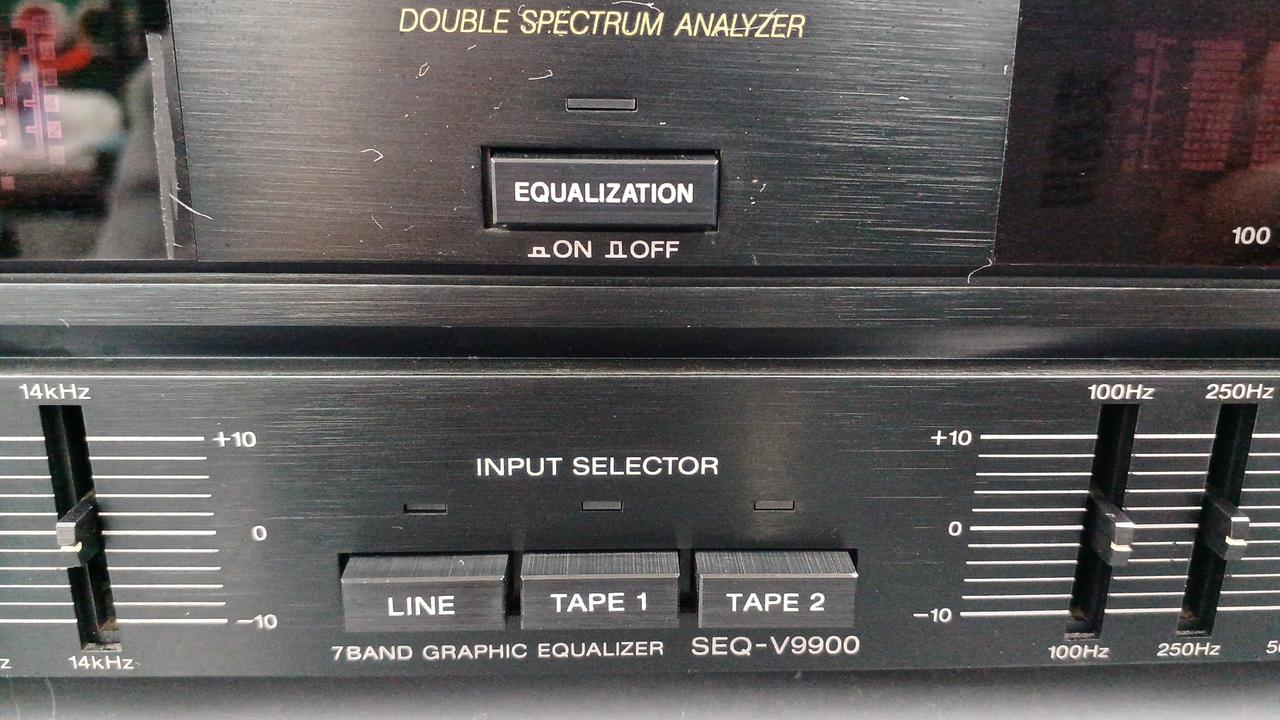 DOUBLE SPECTRUM ANALYZER
EQUALIZATION
ON OFF
100
14kHz
100Hz 250Hz
+10
+10
INPUT SELECTOR
0
0
LINE TAPE 1 TAPE 2
-10
-10
7BAND GRAPHIC EQUALIZER SEQ-V9900
14kHz
100Hz 250Hz